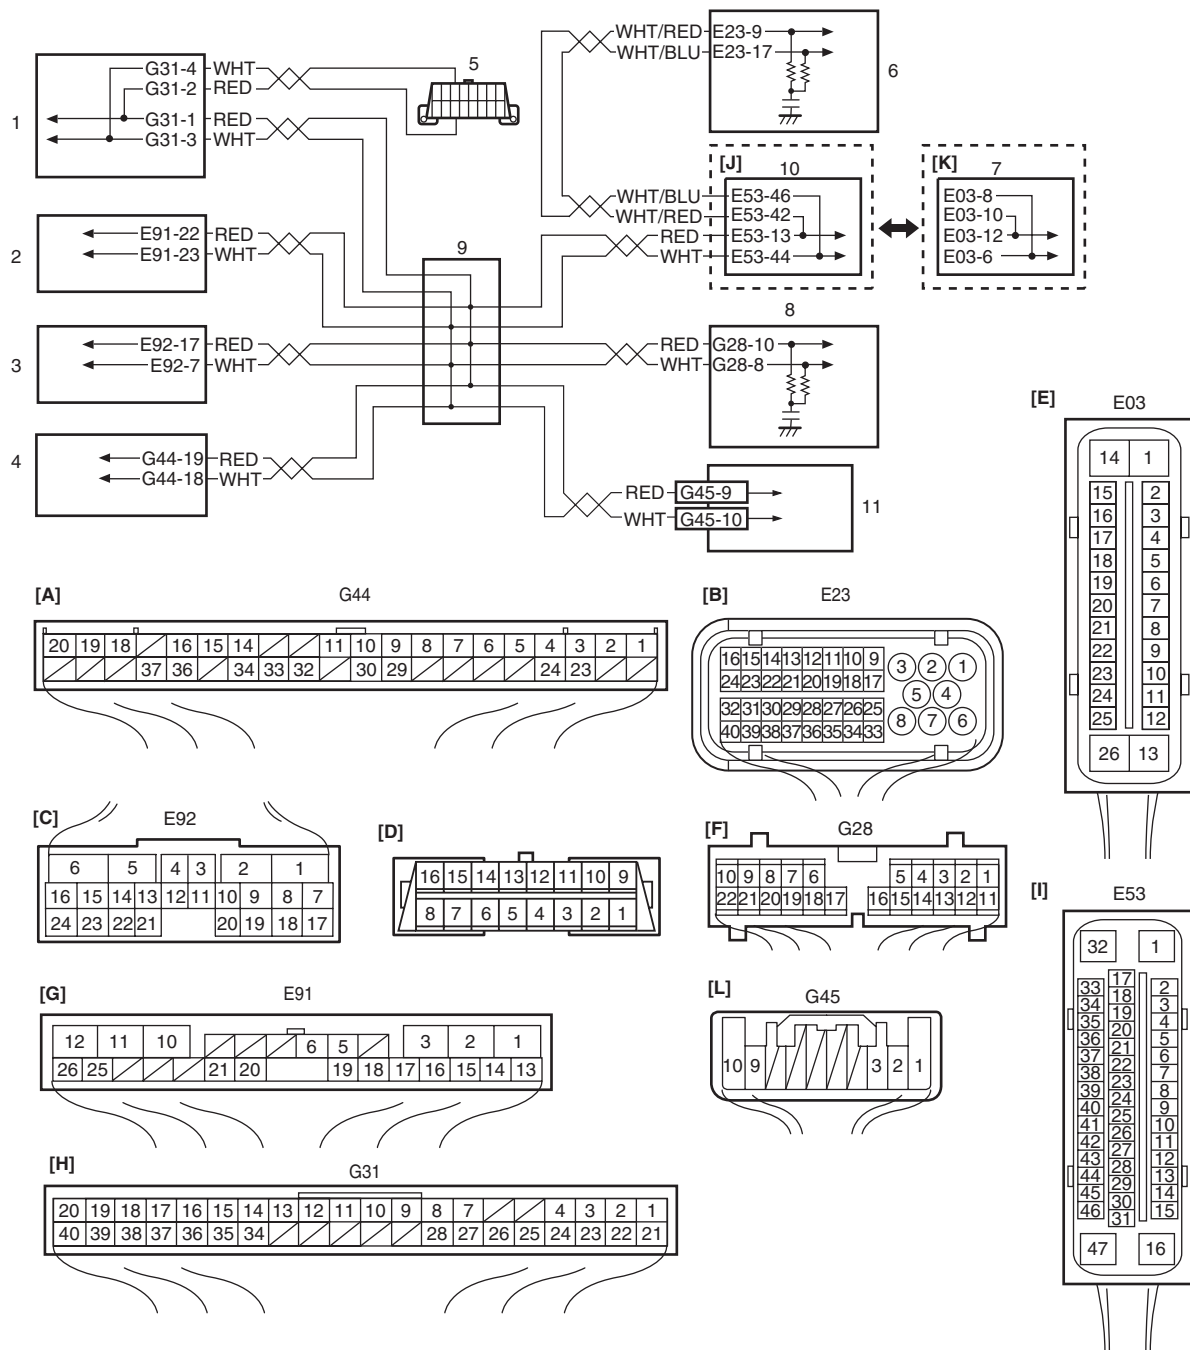 1
G31-4 WHT
G31-2 RED
G31-1 RED
G31-3 WHT
5
WHT/RED E23-9
WHT/BLU E23-17
6
2
E91-22 RED
E91-23 WHT
9
[J] 10
WHT/BLU E53-46
WHT/RED E53-42
RED E53-13
WHT E53-44
[K] 7
E03-8
E03-10
E03-12
E03-6
3
E92-17 RED
E92-7 WHT
8
RED G28-10
WHT G28-8
4
G44-19 RED
G44-18 WHT
RED G45-9
WHT G45-10
11
[E] E03
14 1
15 2
16 3
17 4
18 5
19 6
20 7
21 8
22 9
23 10
24 11
25 12
26 13
[A] G44
20 19 18 16 15 14 11 10 9 8 7 6 5 4 3 2 1
37 36 34 33 32 30 29 24 23
[B] E23
16 15 14 13 12 11 10 9
24 23 22 21 20 19 18 17
32 31 30 29 28 27 26 25
40 39 38 37 36 35 34 33
3 2 1
5 4
8 7 6
[C] E92
6 5 4 3 2 1
16 15 14 13 12 11 10 9 8 7
24 23 22 21 20 19 18 17
[D]
16 15 14 13 12 11 10 9
8 7 6 5 4 3 2 1
[F] G28
10 9 8 7 6 5 4 3 2 1
22 21 20 19 18 17 16 15 14 13 12 11
[I] E53
32 1
33 34 35 36 37 38 39 40 41 42 43 44 45 46
17 18 19 20 21 22 23 24 25 26 27 28 29 30 31
2 3 4 5 6 7 8 9 10 11 12 13 14 15
47 16
[G] E91
12 11 10 6 5 3 2 1
26 25 21 20 19 18 17 16 15 14 13
[L] G45
10 9 3 2 1
[H] G31
20 19 18 17 16 15 14 13 12 11 10 9 8 7 4 3 2 1
40 39 38 37 36 35 34 28 27 26 25 24 23 22 21